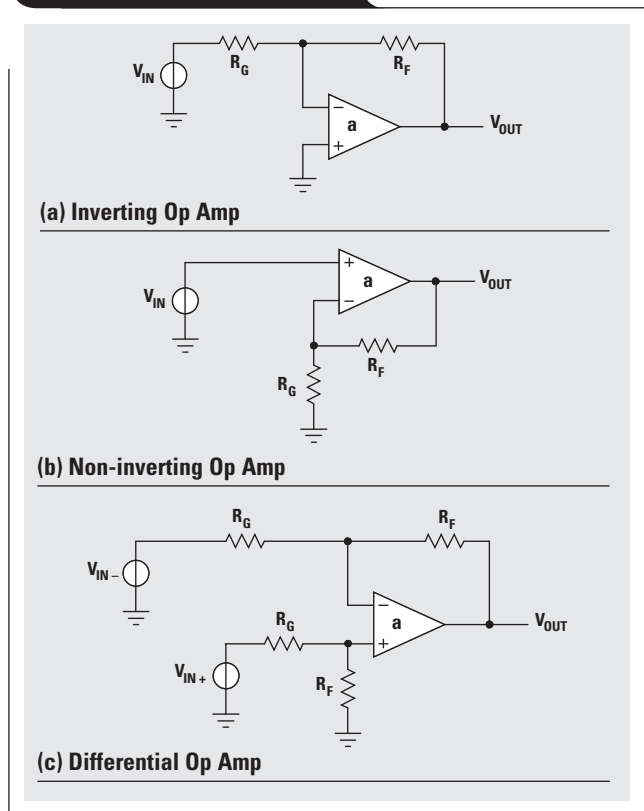 R_G
R_F
V_IN
−
a
+
V_OUT
(a) Inverting Op Amp
+
a
V_OUT
V_IN
−
R_F
R_G
(b) Non-inverting Op Amp
R_G
R_F
V_IN −
−
R_G
a
V_OUT
+
V_IN +
R_F
(c) Differential Op Amp